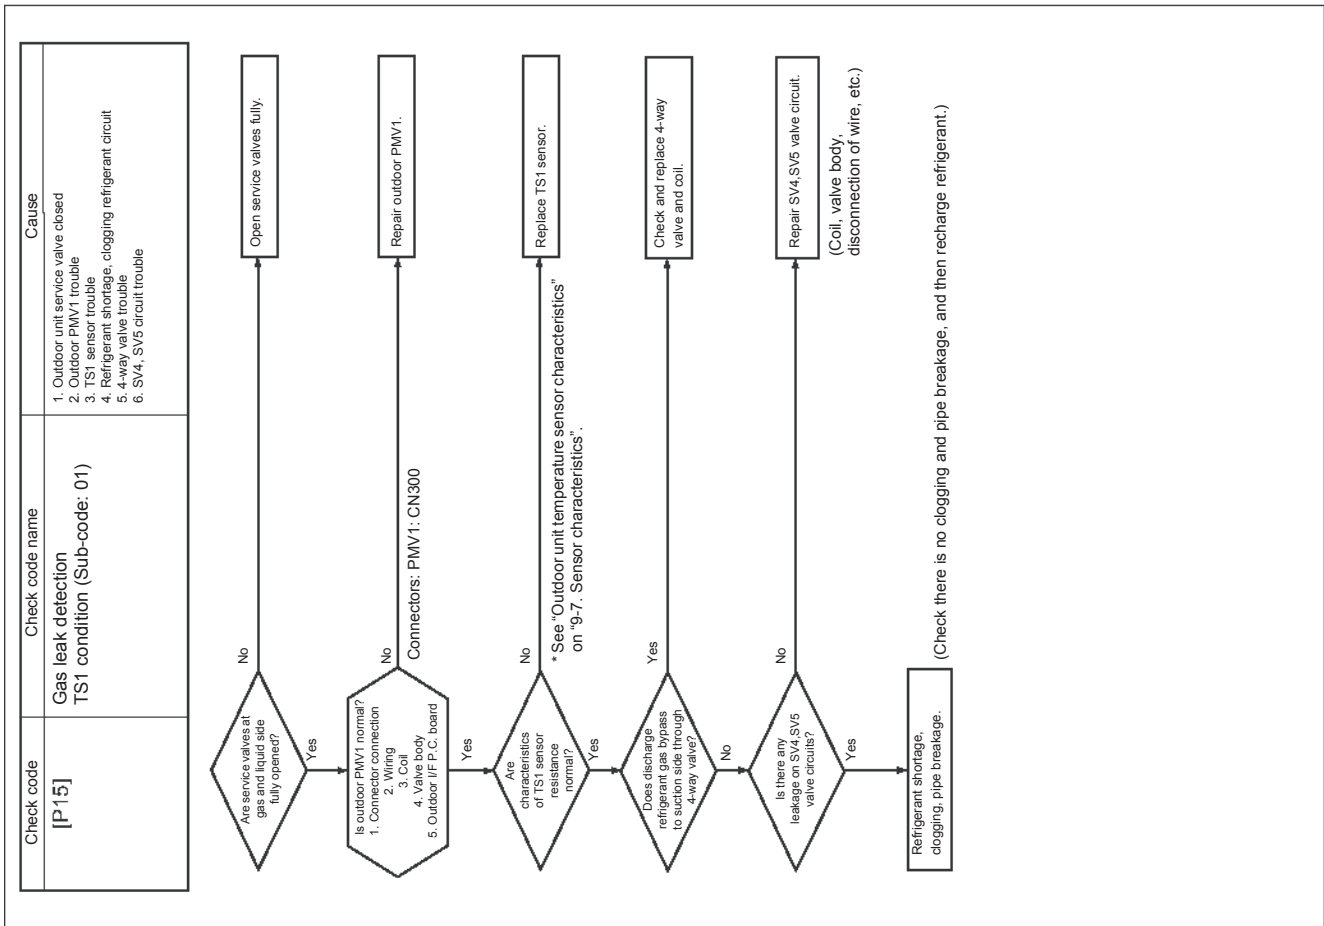 Check code
Check code name
Cause
[P15]
Gas leak detection
TS1 condition (Sub-code: 01)
1. Outdoor unit service valve closed
2. Outdoor PMV1 trouble
3. TS1 sensor trouble
4. Refrigerant shortage, clogging refrigerant circuit
5. 4-way valve trouble
6. SV4, SV5 circuit trouble
Are service valves at
gas and liquid side
fully opened?
No
Open service valves fully.
Yes
Is outdoor PMV1 normal?
1. Connector connection
2. Wiring
3. Coil
4. Valve body
5. Outdoor I/F P.C. board
No
Repair outdoor PMV1.
Connectors: PMV1: CN300
Yes
Are
characteristics
of TS1 sensor
resistance
normal?
No
Replace TS1 sensor.
* See "Outdoor unit temperature sensor characteristics"
on "9-7. Sensor characteristics".
Yes
Does discharge
refrigerant gas bypass
to suction side through
4-way valve?
Yes
Check and replace 4-way
valve and coil.
No
Is there any
leakage on SV4,SV5
valve circuits?
No
Repair SV4,SV5 valve circuit.
(Coil, valve body,
disconnection of wire, etc.)
Yes
Refrigerant shortage,
clogging, pipe breakage.
(Check there is no clogging and pipe breakage, and then recharge refrigerant.)